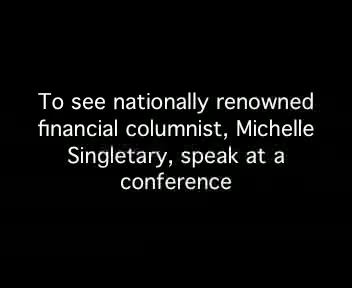 To see nationally renowned
financial columnist, Michelle
Singletary, speak at a
conference